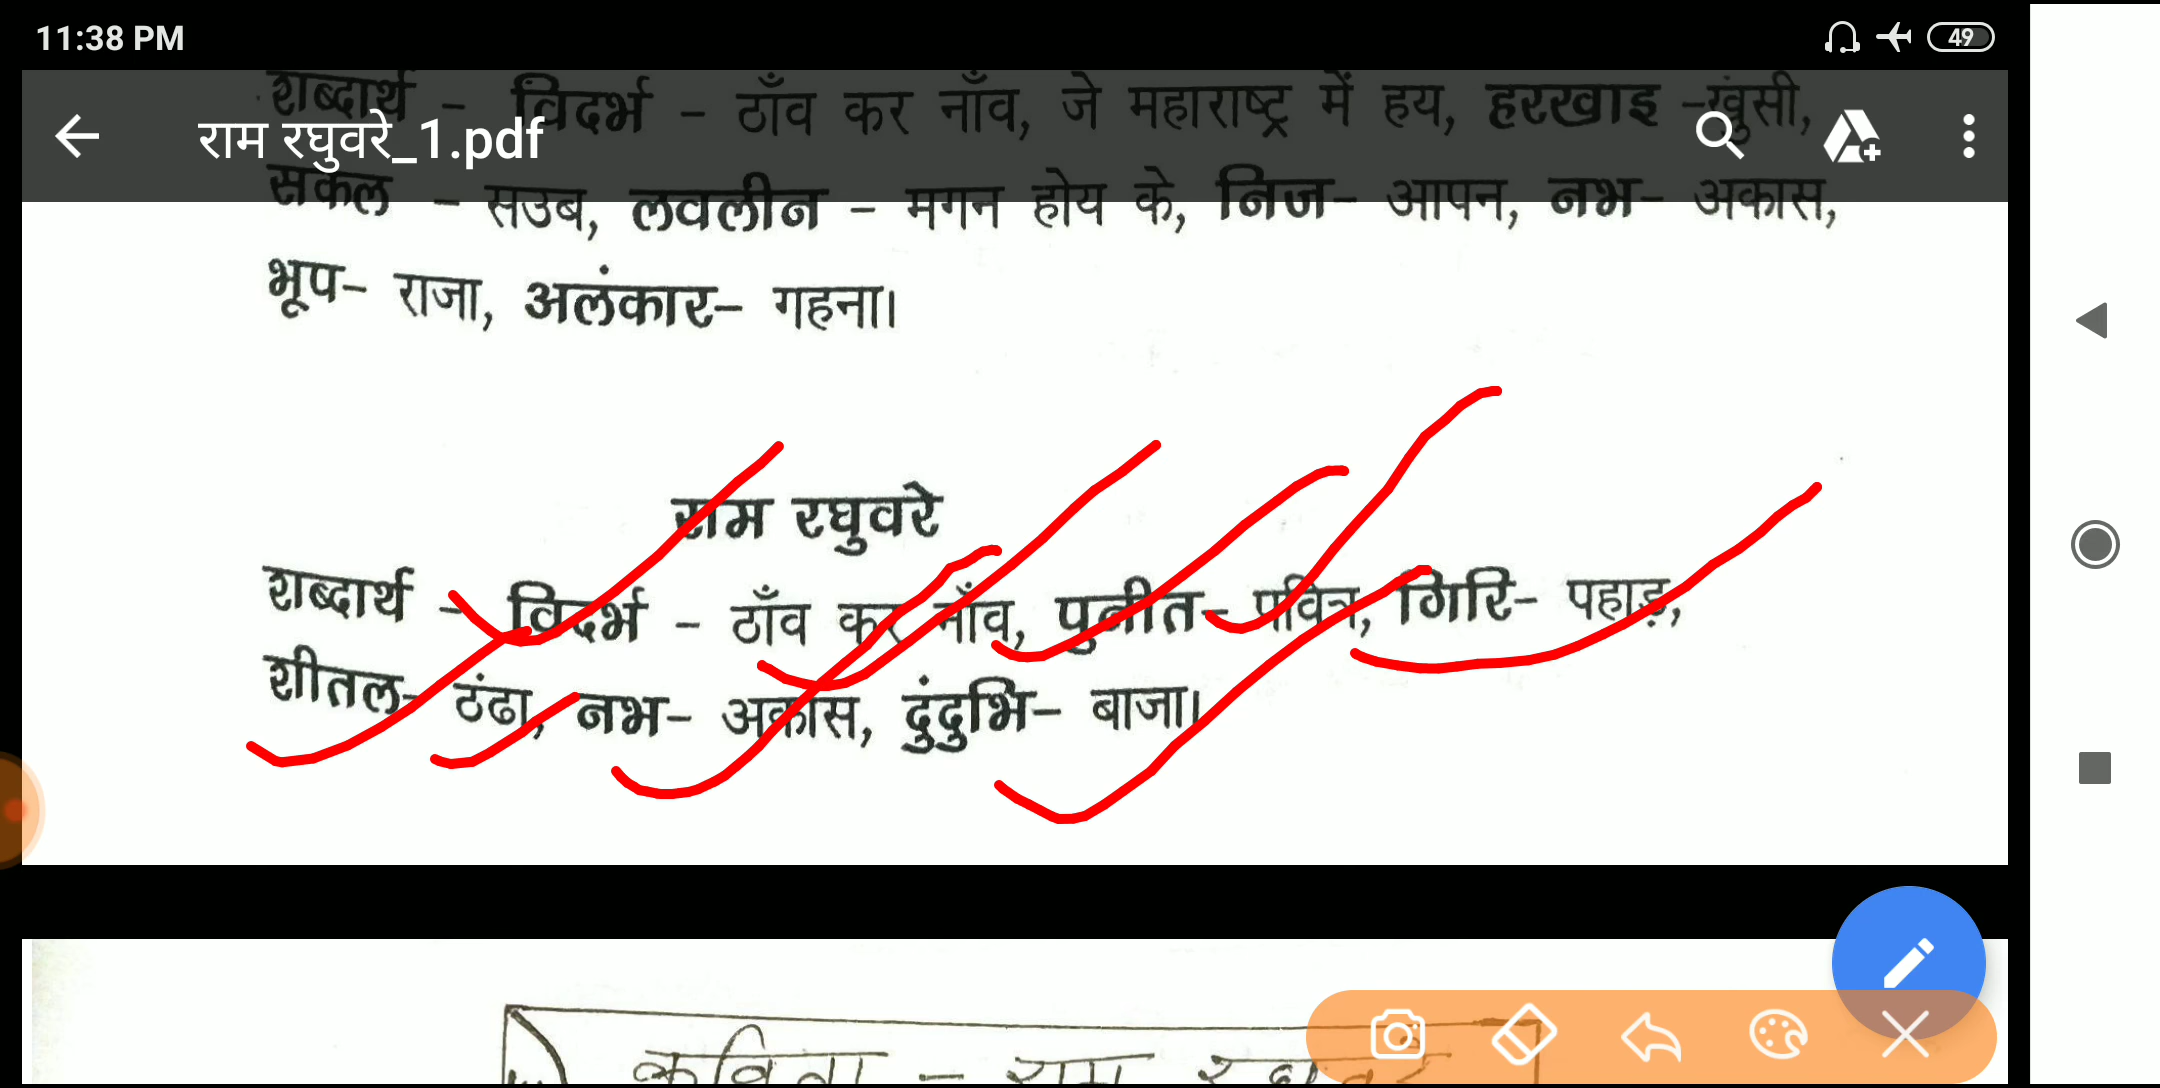 11:38 PM
49
शब्दार्थ - विदर्भ - ठाँव कर नाँव, जे महाराष्ट्र में हय, हरखाइ -खुसी,
राम रघुवरे_1.pdf
सकल - सउब, लवलीन - मगन होय के, निज- आपन, नभ- अकास,
भूप- राजा, अलंकार- गहना।
राम रघुवरे
शब्दार्थ - विदर्भ - ठाँव कर नाँव, पुनीत- पवित्र, गिरि- पहाड़,
शीतल- ठंढा, नभ- अकास, दुंदुभि- बाजा।
कविता - राम